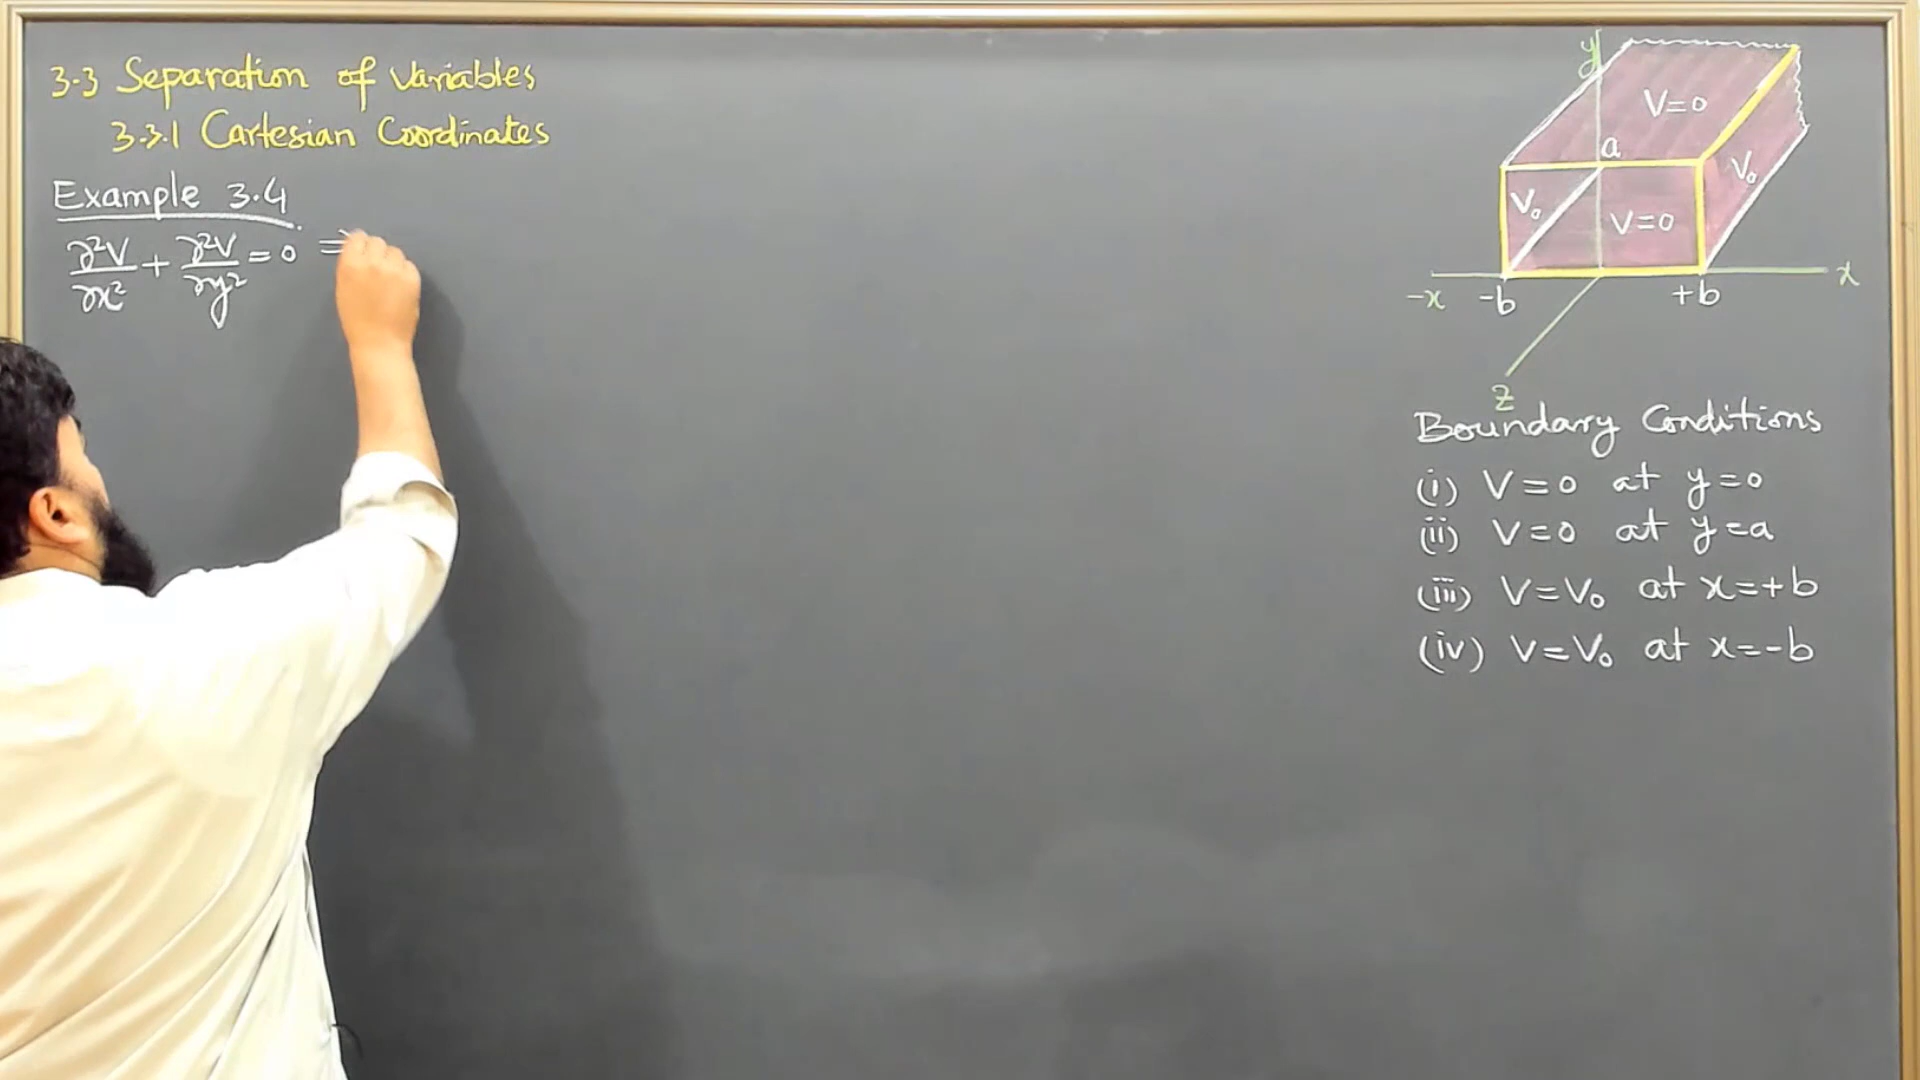 3.3 Separation of Variables
3.3.1 Cartesian Coordinates
Example 3.4
∂²V/∂x² + ∂²V/∂y² = 0 ⇒
y
V=0
a
V₀
V₀
V=0
-x -b +b x
z
Boundary Conditions
(i) V=0 at y=0
(ii) V=0 at y=a
(iii) V=V₀ at x=+b
(iv) V=V₀ at x=-b